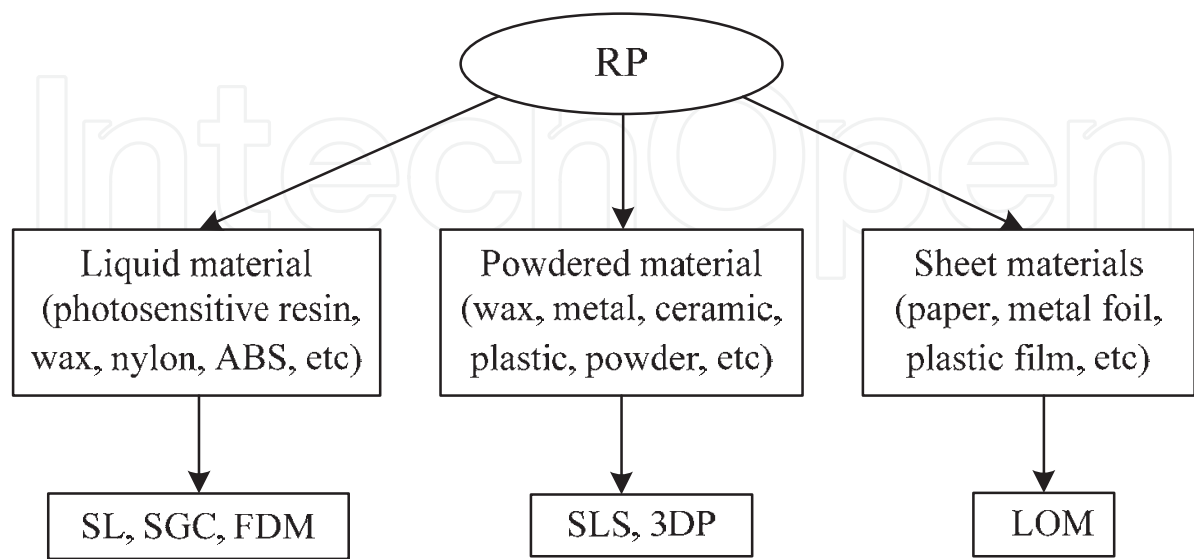 IntechOpen
RP
Liquid material
(photosensitive resin,
wax, nylon, ABS, etc)
Powdered material
(wax, metal, ceramic,
plastic, powder, etc)
Sheet materials
(paper, metal foil,
plastic film, etc)
SL, SGC, FDM
SLS, 3DP
LOM